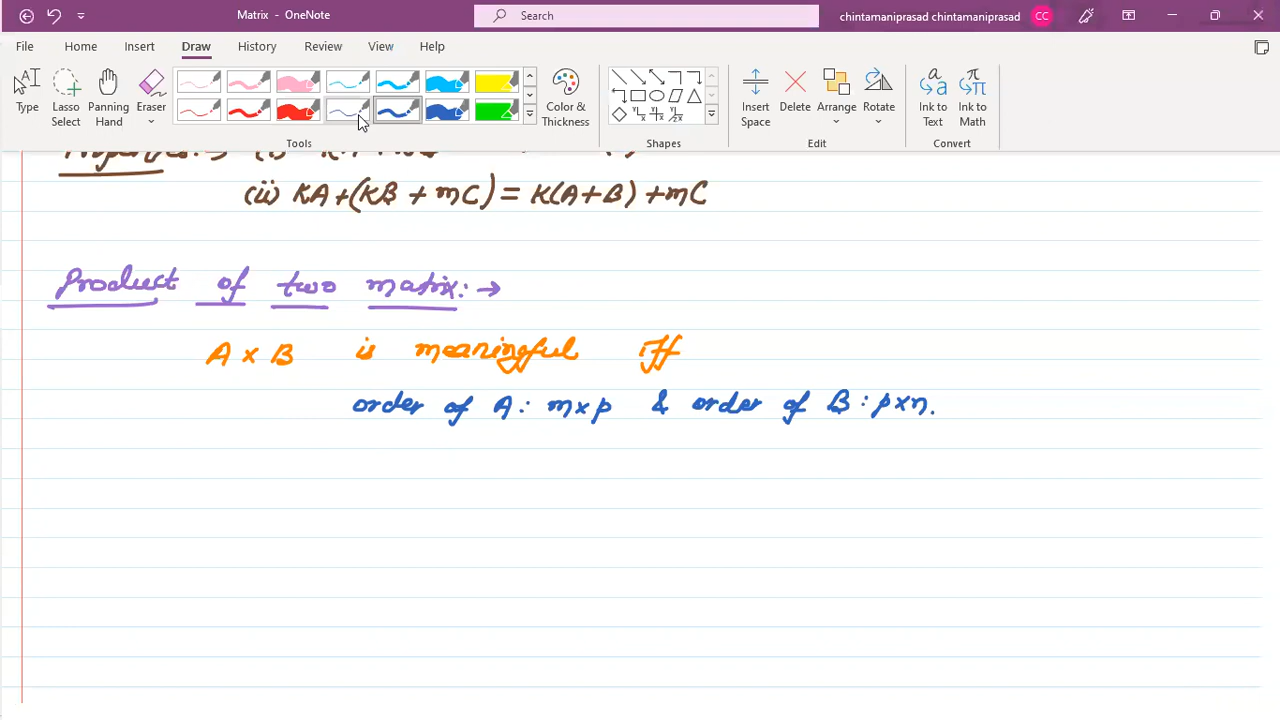 Matrix - OneNote
Search
chintamaniprasad chintamaniprasad
CC
File Home Insert Draw History Review View Help
Type
Lasso Select
Panning Hand
Eraser
Color & Thickness
Insert Space
Delete
Arrange
Rotate
Ink to Text
Ink to Math
Tools
Shapes
Edit
Convert
(ii) KA+(KB + mC) = K(A+B) + mC
Product of two matrix: →
A × B is meaningful iff
order of A: m×p & order of B: p×n.